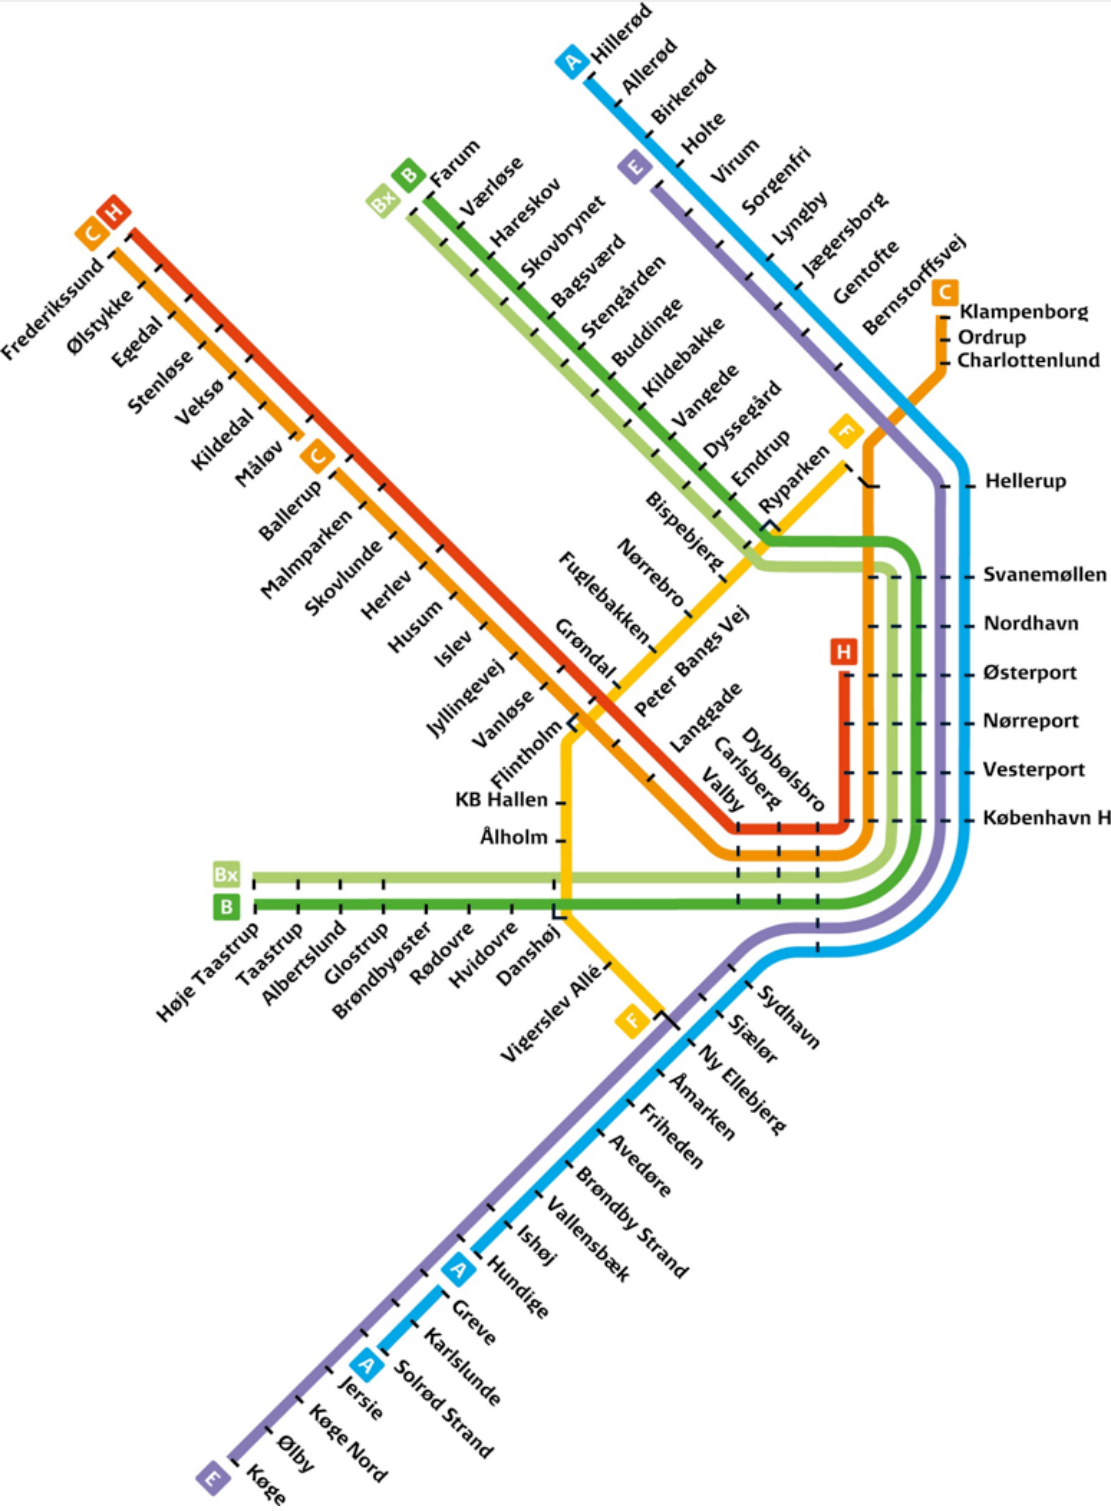 A
Hillerød
Allerød
Birkerød
Holte
Virum
Sorgenfri
Lyngby
Jægersborg
Gentofte
Bernstorffsvej
E
C
Klampenborg
Ordrup
Charlottenlund
Hellerup
Svanemøllen
Nordhavn
Østerport
Nørreport
Vesterport
København H
Bx
B
Farum
Værløse
Hareskov
Skovbrynet
Bagsværd
Stengården
Buddinge
Kildebakke
Vangede
Dyssegård
Emdrup
Ryparken
F
Bispebjerg
Nørrebro
Fuglebakken
Grøndal
C
H
Frederikssund
Ølstykke
Egedal
Stenløse
Veksø
Kildedal
Måløv
C
Ballerup
Malmparken
Skovlunde
Herlev
Husum
Islev
Jyllingevej
Vanløse
Flintholm
Peter Bangs Vej
Langgade
Valby
Carlsberg
Dybbølsbro
H
KB Hallen
Ålholm
Bx
B
Høje Taastrup
Taastrup
Albertslund
Glostrup
Brøndbyøster
Rødovre
Hvidovre
Danshøj
Vigerslev Allé
F
Sydhavn
Sjælør
Ny Ellebjerg
Åmarken
Friheden
Avedøre
Brøndby Strand
Vallensbæk
Ishøj
Hundige
A
Greve
Karlslunde
Solrød Strand
A
Jersie
Køge Nord
Ølby
Køge
E